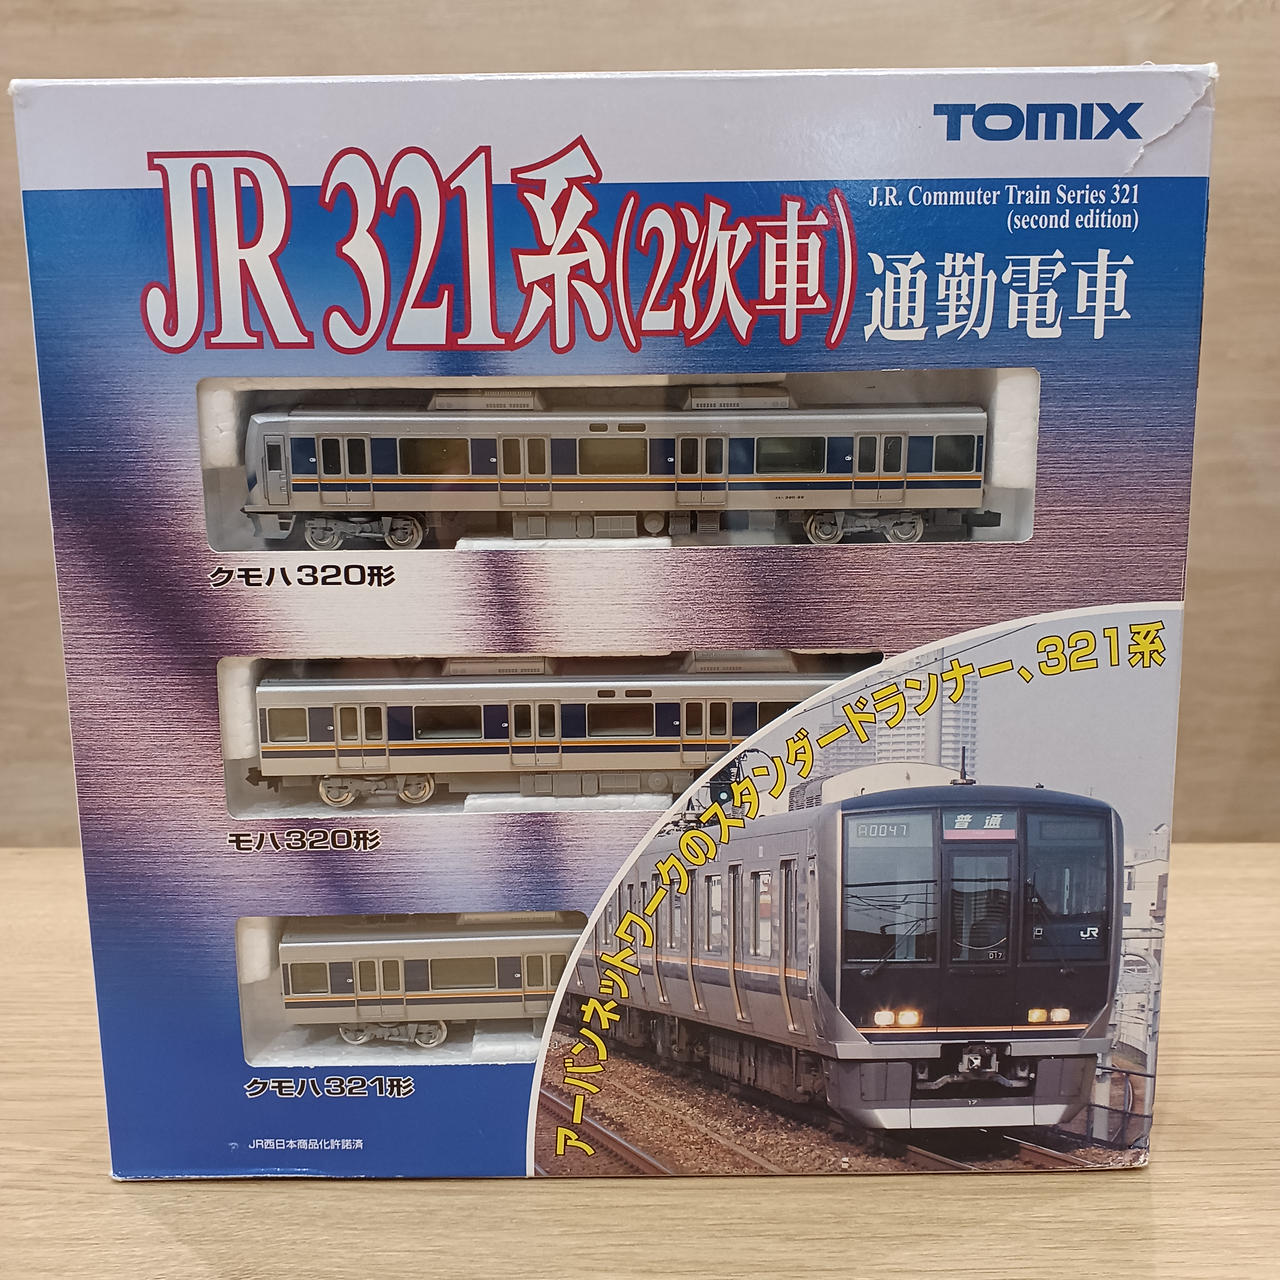 TOMIX
JR 321系(2次車)
J.R. Commuter Train Series 321
(second edition)
通勤電車
クモハ320形
モハ320形
クモハ321形
アーバンネットワークのスタンダードランナー、321系
A0047
普通
JR
D17
17
JR西日本商品化許諾済